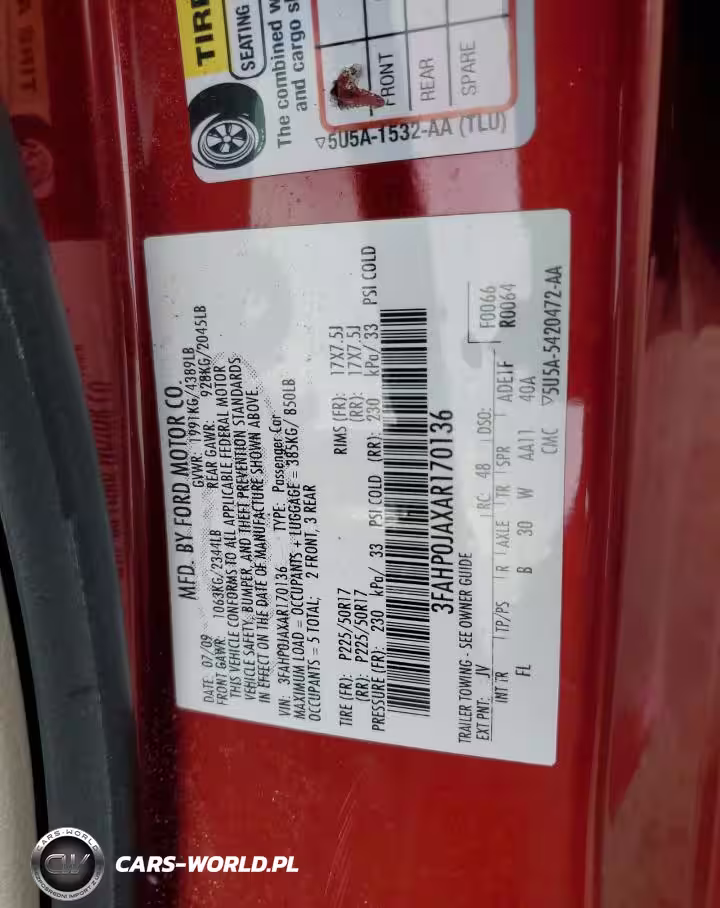 TIRE
SEATING
The combined w
and cargo s
FRONT
REAR
SPARE
▽5U5A-1532-AA (TLU)
MFD. BY FORD MOTOR CO.
DATE: 07/09 GVWR: 1991KG/4389LB
FRONT GAWR: 1063KG/2344LB REAR GAWR: 928KG/2045LB
THIS VEHICLE CONFORMS TO ALL APPLICABLE FEDERAL MOTOR
VEHICLE SAFETY, BUMPER, AND THEFT PREVENTION STANDARDS
IN EFFECT ON THE DATE OF MANUFACTURE SHOWN ABOVE.
VIN: 3FAHP0JAXAR170136 TYPE: Passenger Car
MAXIMUM LOAD = OCCUPANTS + LUGGAGE = 385KG/ 850LB
OCCUPANTS = 5 TOTAL; 2 FRONT, 3 REAR
TIRE (FR): P225/50R17 RIMS (FR): 17X7.5J
(RR): P225/50R17 (RR): 17X7.5J
PRESSURE (FR): 230 kPa/ 33 PSI COLD (RR): 230 kPa/ 33 PSI COLD
3FAHP0JAXAR170136
TRAILER TOWING - SEE OWNER GUIDE
EXT PNT: JV RC: 48 DSO: F0066
R0064
INT TR TP/PS R AXLE TR SPR ADE1F
FL B 30 W AA11 40A
CMC ▽5U5A-5420472-AA
CARS-WORLD
CW
CARS-WORLD.PL